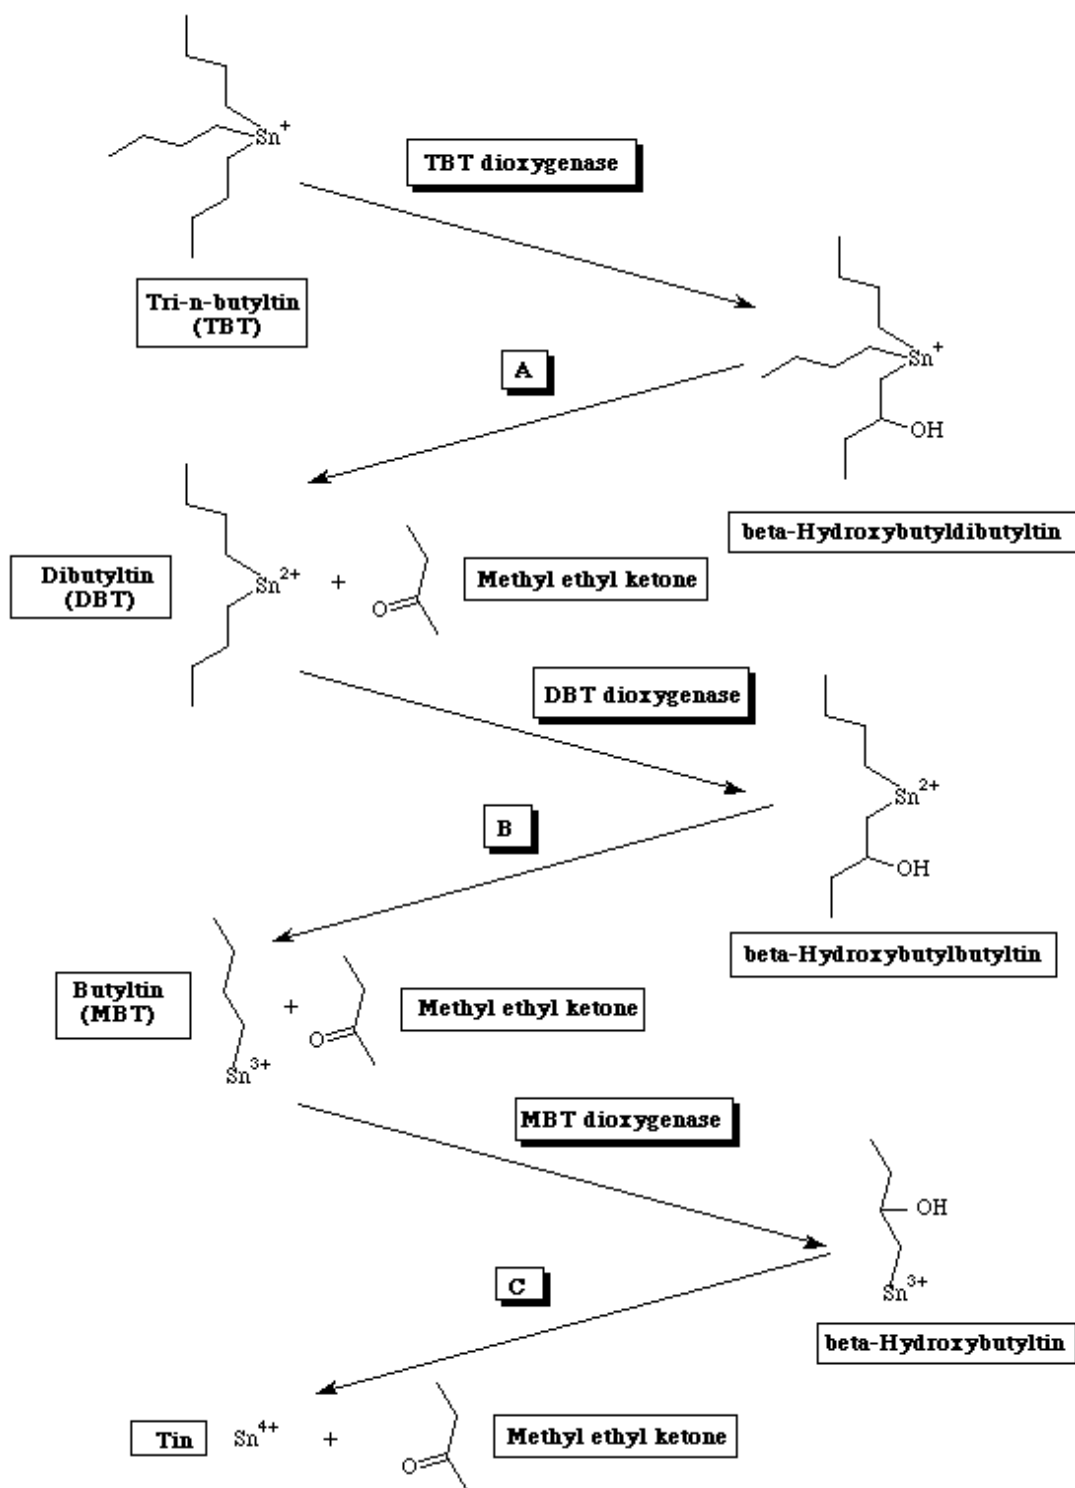 Sn+
TBT dioxygenase
Tri-n-butyltin
(TBT)
Sn+
A
OH
beta-Hydroxybutyldibutyltin
Dibutyltin
(DBT)
Sn2+
+
O
Methyl ethyl ketone
DBT dioxygenase
Sn2+
B
OH
beta-Hydroxybutylbutyltin
Butyltin
(MBT)
Sn3+
+
O
Methyl ethyl ketone
MBT dioxygenase
OH
C
Sn3+
beta-Hydroxybutyltin
Tin
Sn4+
+
O
Methyl ethyl ketone